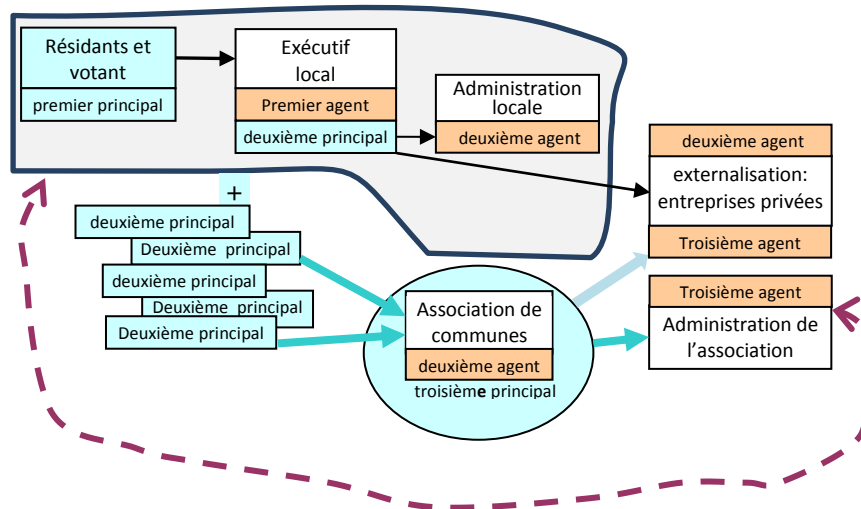 Résidants et
votant
premier principal
Exécutif
local
Premier agent
deuxième principal
Administration
locale
deuxième agent
deuxième agent
externalisation:
entreprises privées
Troisième agent
+
deuxième principal
Deuxième principal
deuxième principal
Deuxième principal
Deuxième principal
Association de
communes
deuxième agent
troisième principal
Troisième agent
Administration de
l’association